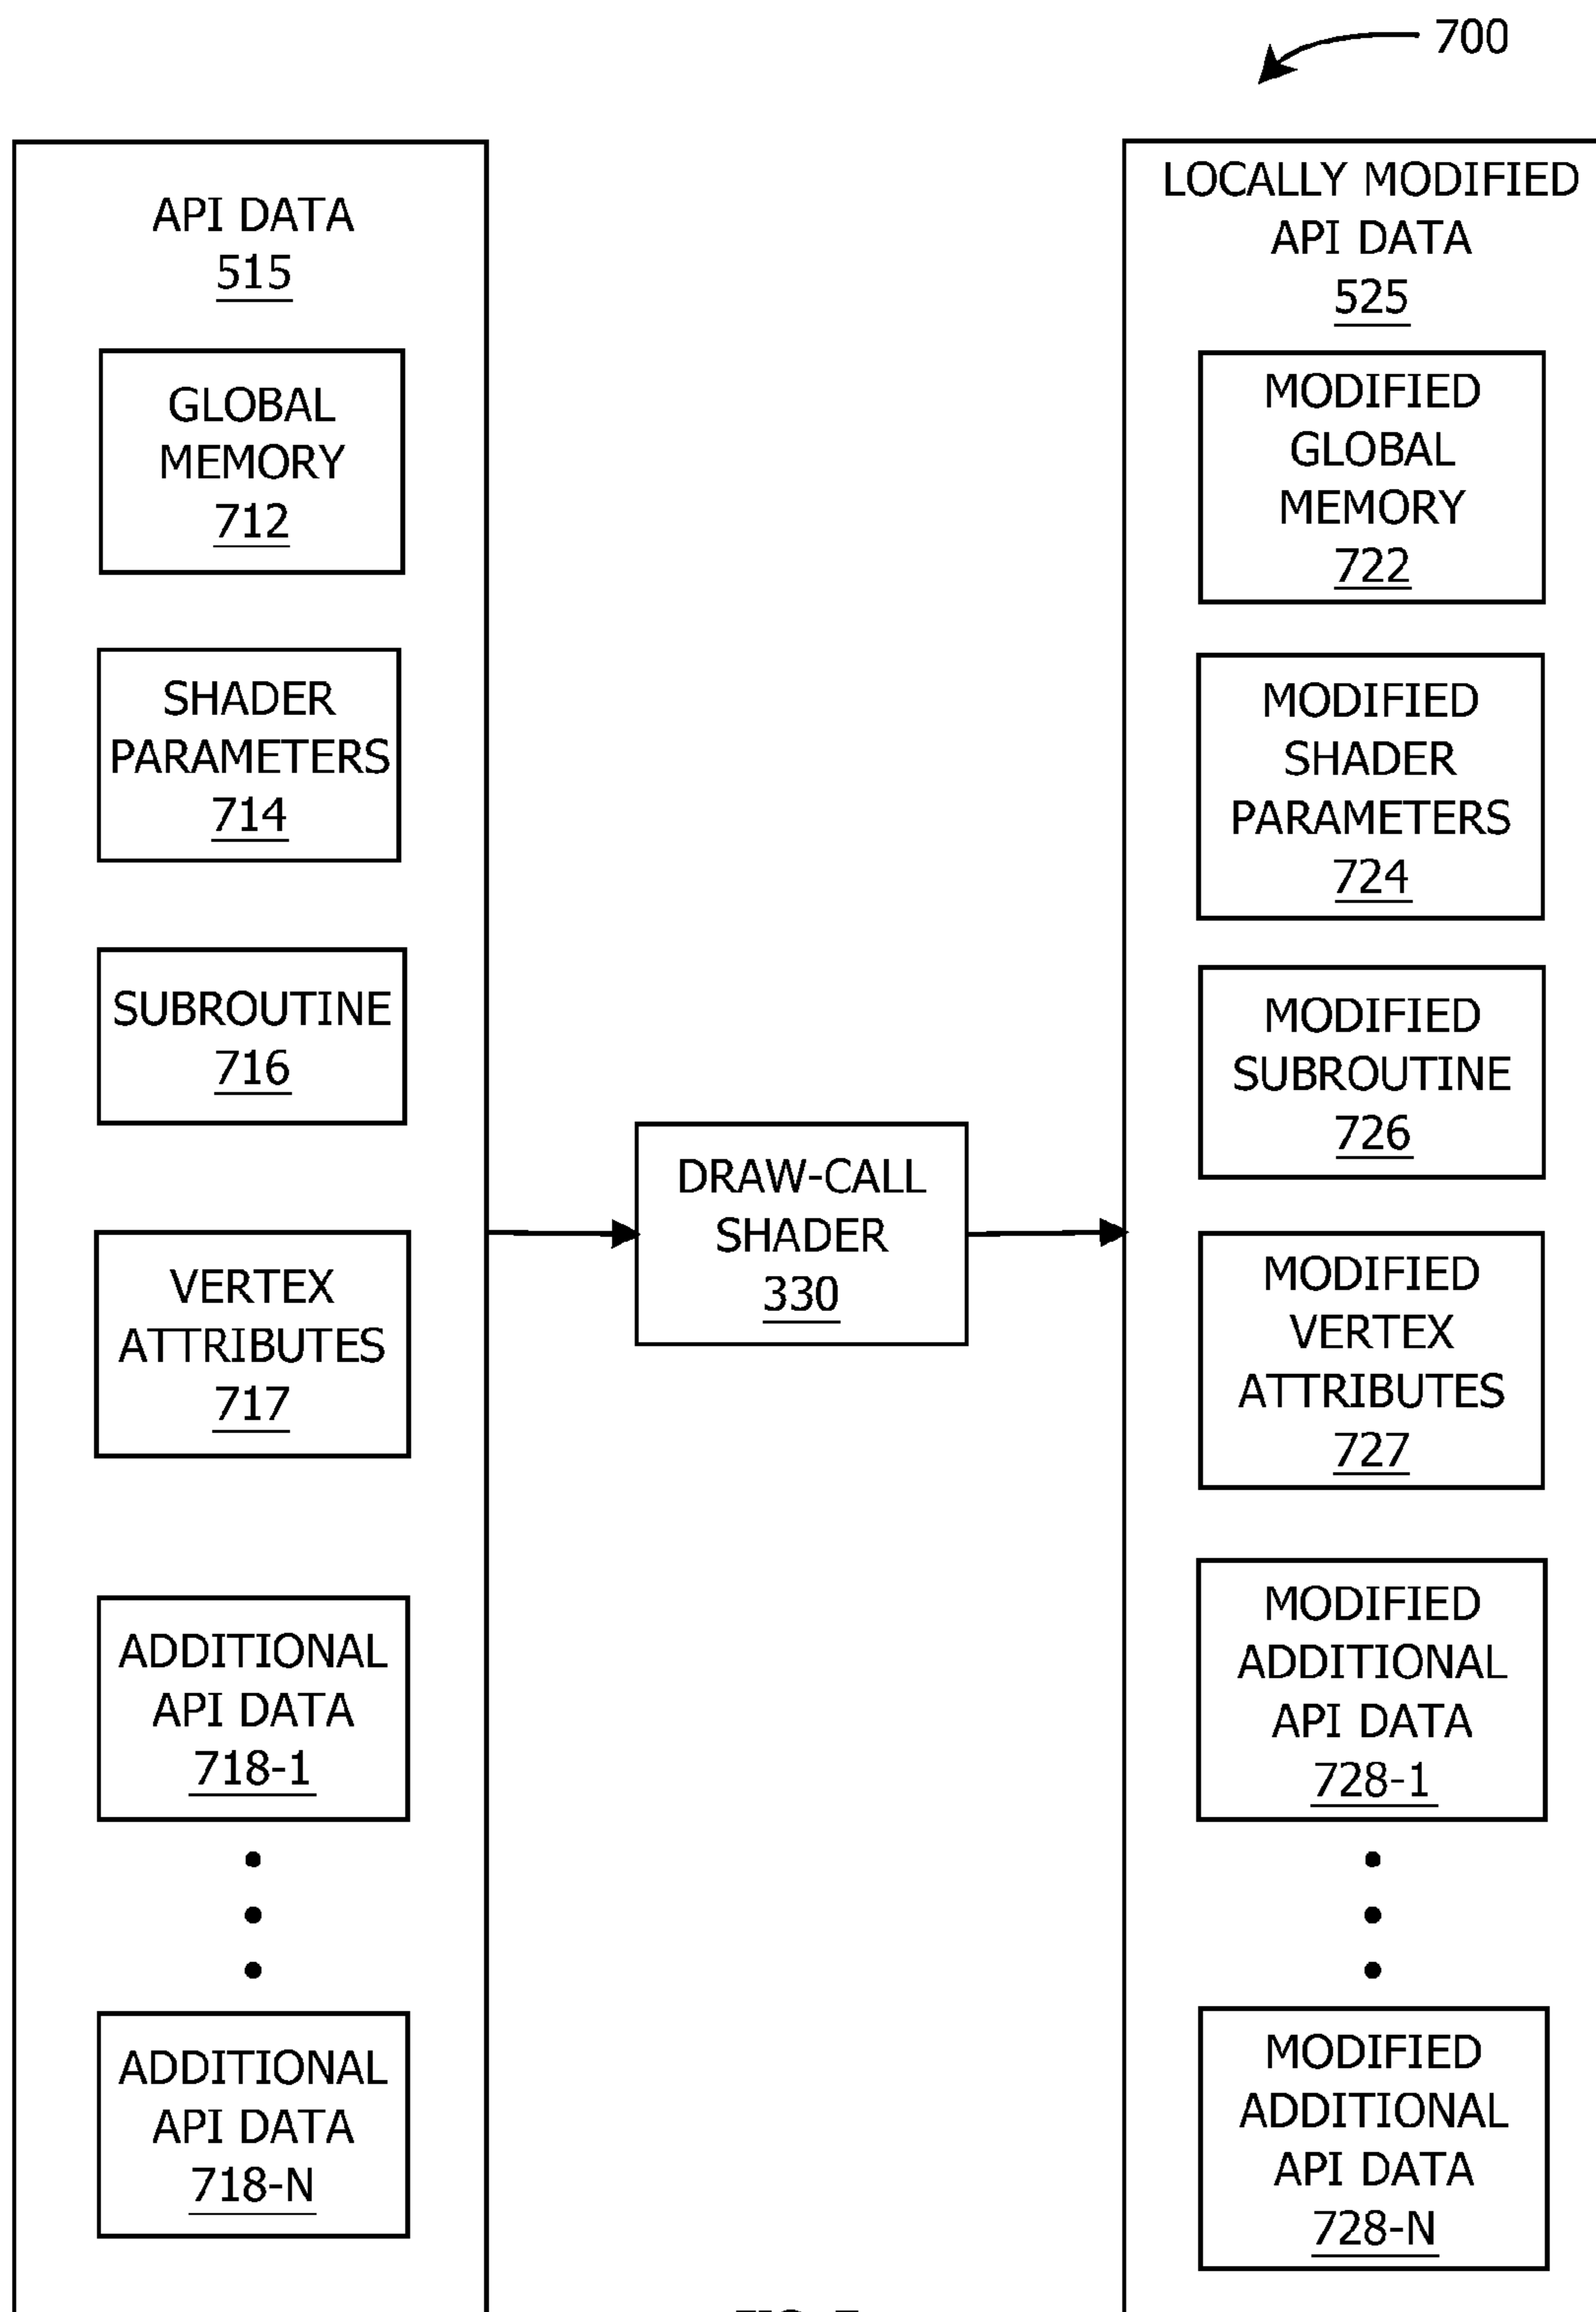 700
API DATA
515
GLOBAL
MEMORY
712
SHADER
PARAMETERS
714
SUBROUTINE
716
VERTEX
ATTRIBUTES
717
ADDITIONAL
API DATA
718-1
ADDITIONAL
API DATA
718-N
DRAW-CALL
SHADER
330
LOCALLY MODIFIED
API DATA
525
MODIFIED
GLOBAL
MEMORY
722
MODIFIED
SHADER
PARAMETERS
724
MODIFIED
SUBROUTINE
726
MODIFIED
VERTEX
ATTRIBUTES
727
MODIFIED
ADDITIONAL
API DATA
728-1
MODIFIED
ADDITIONAL
API DATA
728-N